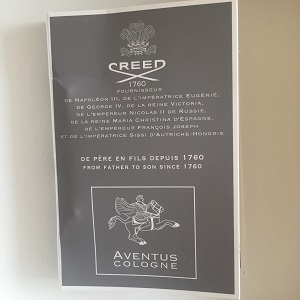 CREED
1760
FOURNISSEUR
DE NAPOLÉON III, DE L'IMPÉRATRICE EUGÉNIE,
DE GEORGE IV, DE LA REINE VICTORIA,
DE L'EMPEREUR NICOLAS II DE RUSSIE,
DE LA REINE MARIA CHRISTINA D'ESPAGNE,
DE L'EMPEREUR FRANÇOIS JOSEPH
ET DE L'IMPÉRATRICE SISSI D'AUTRICHE-HONGRIE.
DE PÈRE EN FILS DEPUIS 1760
FROM FATHER TO SON SINCE 1760
AVENTUS
COLOGNE